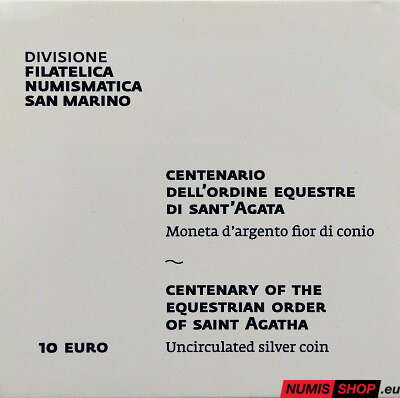 DIVISIONE
FILATELICA
NUMISMATICA
SAN MARINO
CENTENARIO
DELL'ORDINE EQUESTRE
DI SANT'AGATA
Moneta d'argento fior di conio
~
CENTENARY OF THE
EQUESTRIAN ORDER
OF SAINT AGATHA
10 EURO
Uncirculated silver coin
NUMIS SHOP.eu